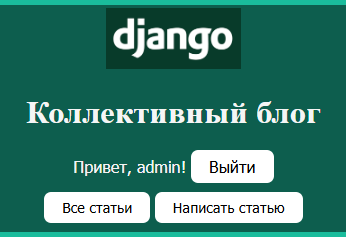 django
Коллективный блог
Привет, admin! Выйти
Все статьи Написать статью